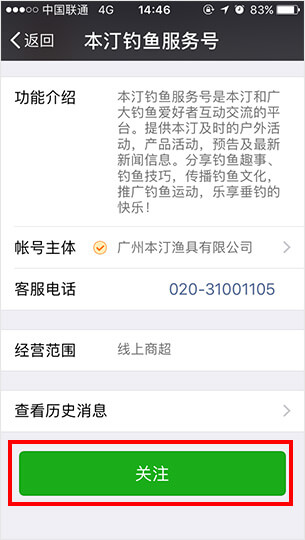 中国联通 4G 14:46 83%
返回 本汀钓鱼服务号
功能介绍 本汀钓鱼服务号是本汀和广
大钓鱼爱好者互动交流的平
台。提供本汀及时的户外活
动，产品活动，预告及最新
新闻信息。分享钓鱼趣事、
钓鱼技巧，传播钓鱼文化，
推广钓鱼运动，乐享垂钓的
快乐！
帐号主体 广州本汀渔具有限公司
客服电话 020-31001105
经营范围 线上商超
查看历史消息
关注